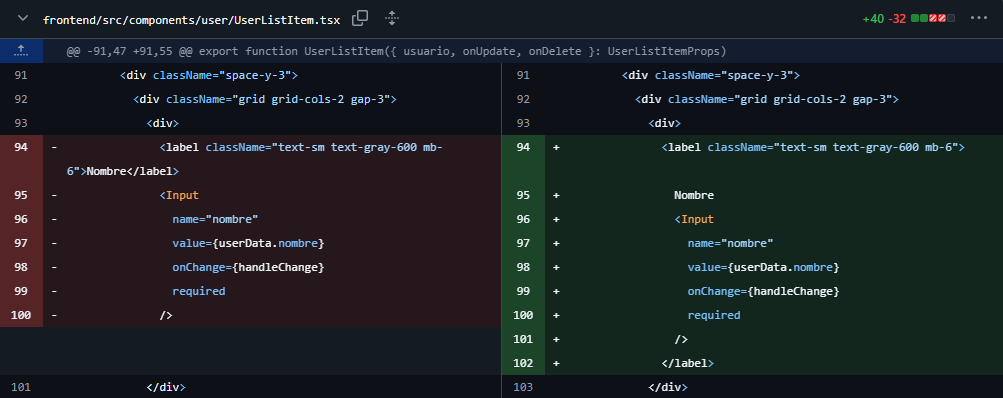 frontend/src/components/user/UserListItem.tsx +40 -32
@@ -91,47 +91,55 @@ export function UserListItem({ usuario, onUpdate, onDelete }: UserListItemProps)
91 <div className="space-y-3">
92 <div className="grid grid-cols-2 gap-3">
93 <div>
94 - <label className="text-sm text-gray-600 mb-
6">Nombre</label>
95 - <Input
96 - name="nombre"
97 - value={userData.nombre}
98 - onChange={handleChange}
99 - required
100 - />
101 </div>
91 <div className="space-y-3">
92 <div className="grid grid-cols-2 gap-3">
93 <div>
94 + <label className="text-sm text-gray-600 mb-6">
95 + Nombre
96 + <Input
97 + name="nombre"
98 + value={userData.nombre}
99 + onChange={handleChange}
100 + required
101 + />
102 + </label>
103 </div>